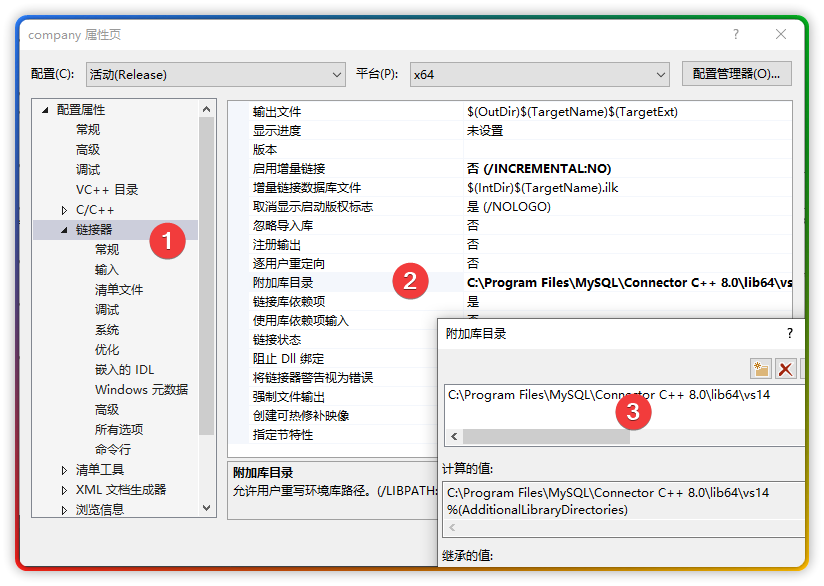 company 属性页
?
配置(C):
活动(Release)
平台(P):
x64
配置管理器(O)...
配置属性
常规
高级
调试
VC++ 目录
C/C++
链接器
常规
输入
清单文件
调试
系统
优化
嵌入的 IDL
Windows 元数据
高级
所有选项
命令行
清单工具
XML 文档生成器
浏览信息
1
输出文件 $(OutDir)$(TargetName)$(TargetExt)
显示进度 未设置
版本
启用增量链接 否 (/INCREMENTAL:NO)
增量链接数据库文件 $(IntDir)$(TargetName).ilk
取消显示启动版权标志 是 (/NOLOGO)
忽略导入库 否
注册输出 否
逐用户重定向 否
附加库目录 2 C:\Program Files\MySQL\Connector C++ 8.0\lib64\vs
链接库依赖项 是
使用库依赖项输入
链接状态
阻止 Dll 绑定
将链接器警告视为错误
强制文件输出
创建可热修补映像
指定节特性
附加库目录
允许用户重写环境库路径。(/LIBPATH:
附加库目录
?
C:\Program Files\MySQL\Connector C++ 8.0\lib64\vs14
3
计算的值:
C:\Program Files\MySQL\Connector C++ 8.0\lib64\vs14
%(AdditionalLibraryDirectories)
继承的值: